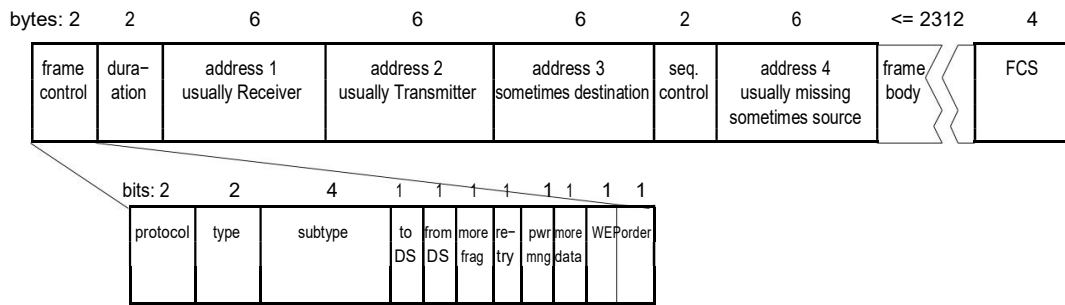 bytes: 2 2 6 6 6 2 6 <= 2312 4
frame dura− address 1 address 2 address 3 seq. address 4 frame FCS
control ation usually Receiver usually Transmitter sometimes destination control usually missing body
sometimes source
bits: 2 2 4 1 1 1 1 1 1 1 1
protocol type subtype to from more re− pwr more WEP order
DS DS frag try mng data